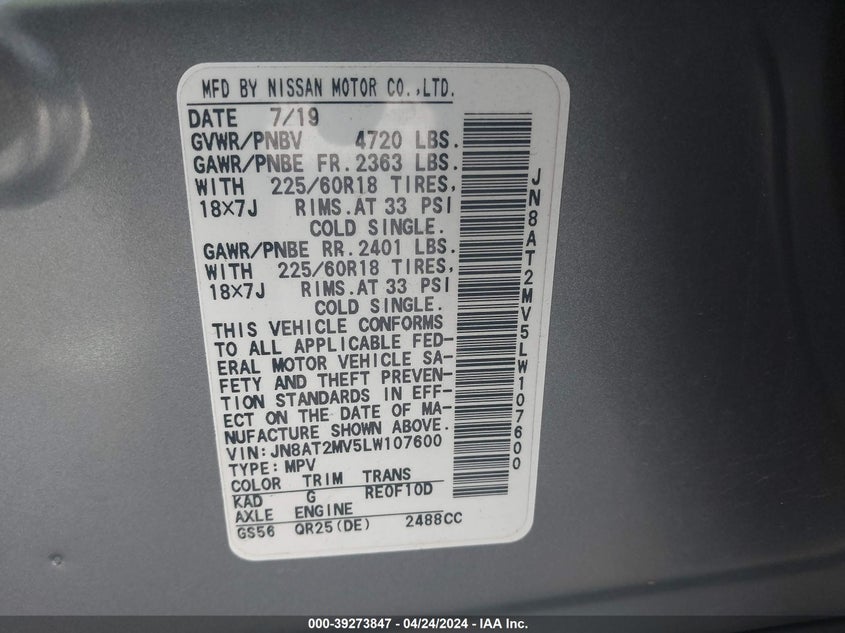 MFD BY NISSAN MOTOR CO.,LTD.
DATE 7/19
GVWR/PNBV 4720 LBS.
GAWR/PNBE FR. 2363 LBS.
WITH 225/60R18 TIRES,
18X7J RIMS.AT 33 PSI
COLD SINGLE.
GAWR/PNBE RR. 2401 LBS.
WITH 225/60R18 TIRES,
18X7J RIMS.AT 33 PSI
COLD SINGLE.
THIS VEHICLE CONFORMS
TO ALL APPLICABLE FED-
ERAL MOTOR VEHICLE SA-
FETY AND THEFT PREVEN-
TION STANDARDS IN EFF-
ECT ON THE DATE OF MA-
NUFACTURE SHOWN ABOVE.
VIN:JN8AT2MV5LW107600
TYPE:MPV
COLOR TRIM TRANS
KAD G RE0F10D
AXLE ENGINE
GS56 QR25(DE) 2488CC
JN8AT2MV5LW107600
000-39273847 - 04/24/2024 - IAA Inc.